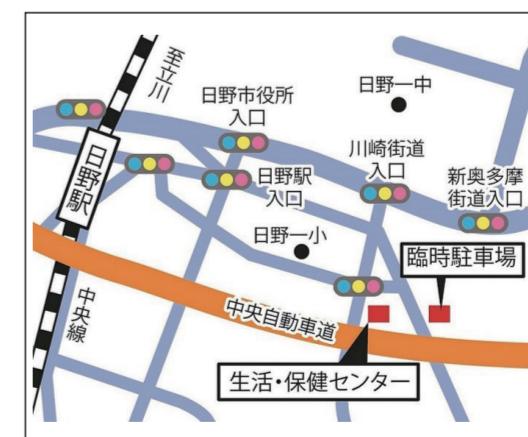 至立川
日野市役所
入口
日野一中
川崎街道
入口
新奥多摩
街道入口
日野駅
日野駅
入口
日野一小
臨時駐車場
中央線
中央自動車道
生活・保健センター